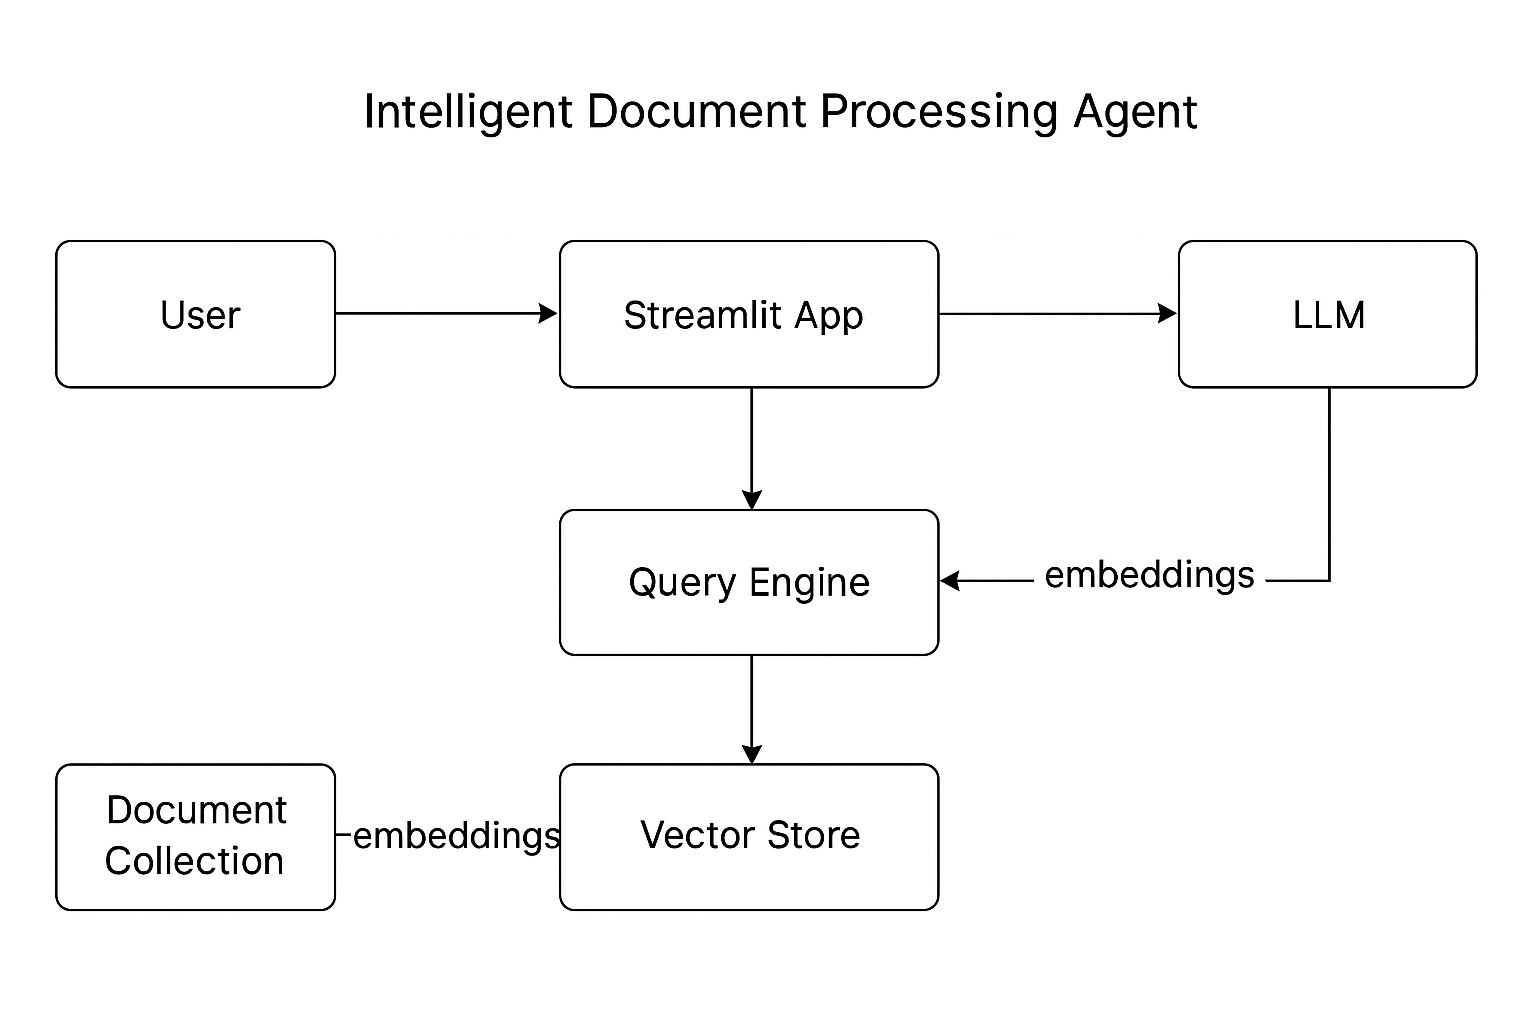 Intelligent Document Processing Agent
User
Streamlit App
LLM
Query Engine
embeddings
Document
Collection
embeddings
Vector Store